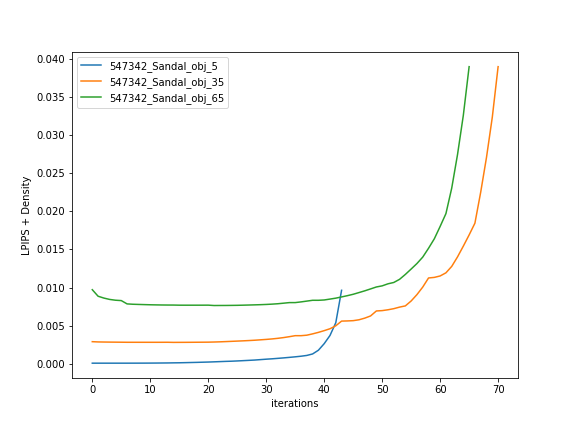 547342_Sandal_obj_5
547342_Sandal_obj_35
547342_Sandal_obj_65
LPIPS + Density
0.040
0.035
0.030
0.025
0.020
0.015
0.010
0.005
0.000
0 10 20 30 40 50 60 70
iterations